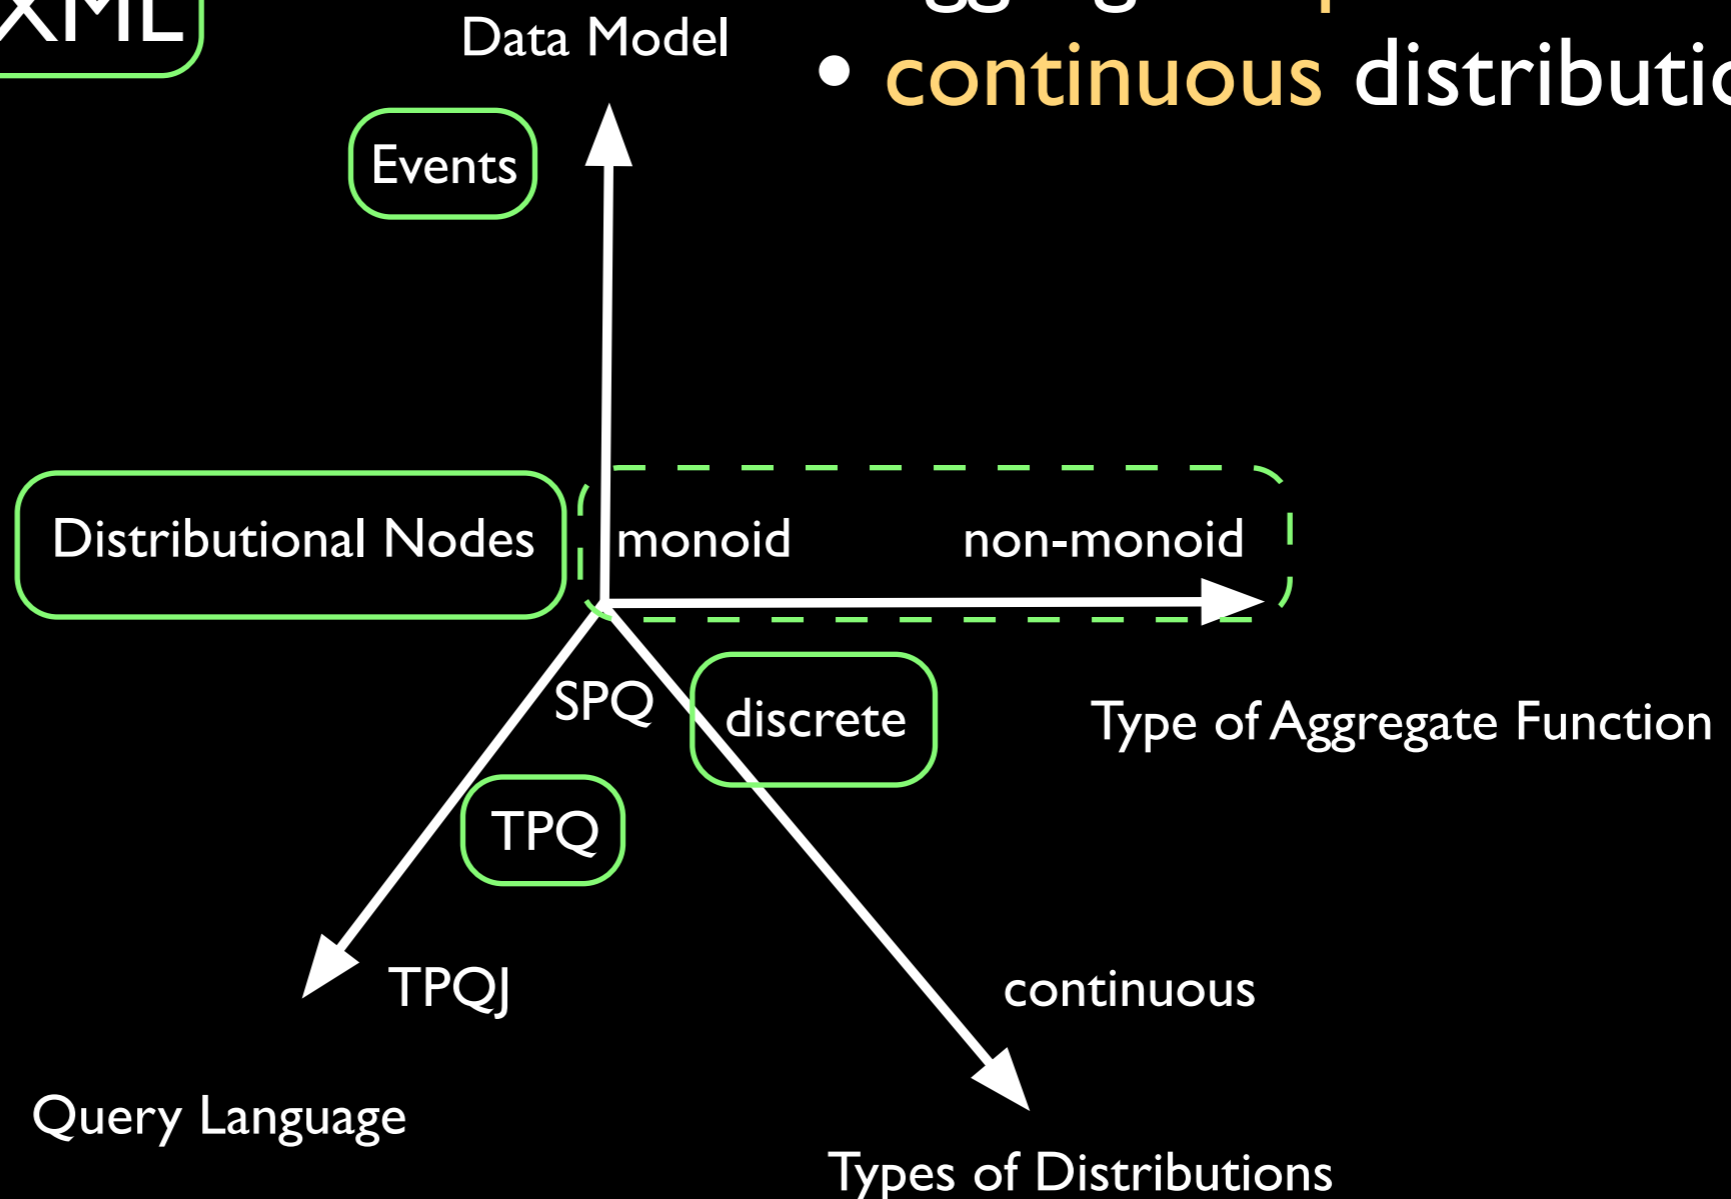 XML
Data Model
• continuous
Events
Distributional Nodes
monoid
non-monoid
SPQ
discrete
Type of Aggregate Function
TPQ
TPQJ
continuous
Query Language
Types of Distributions